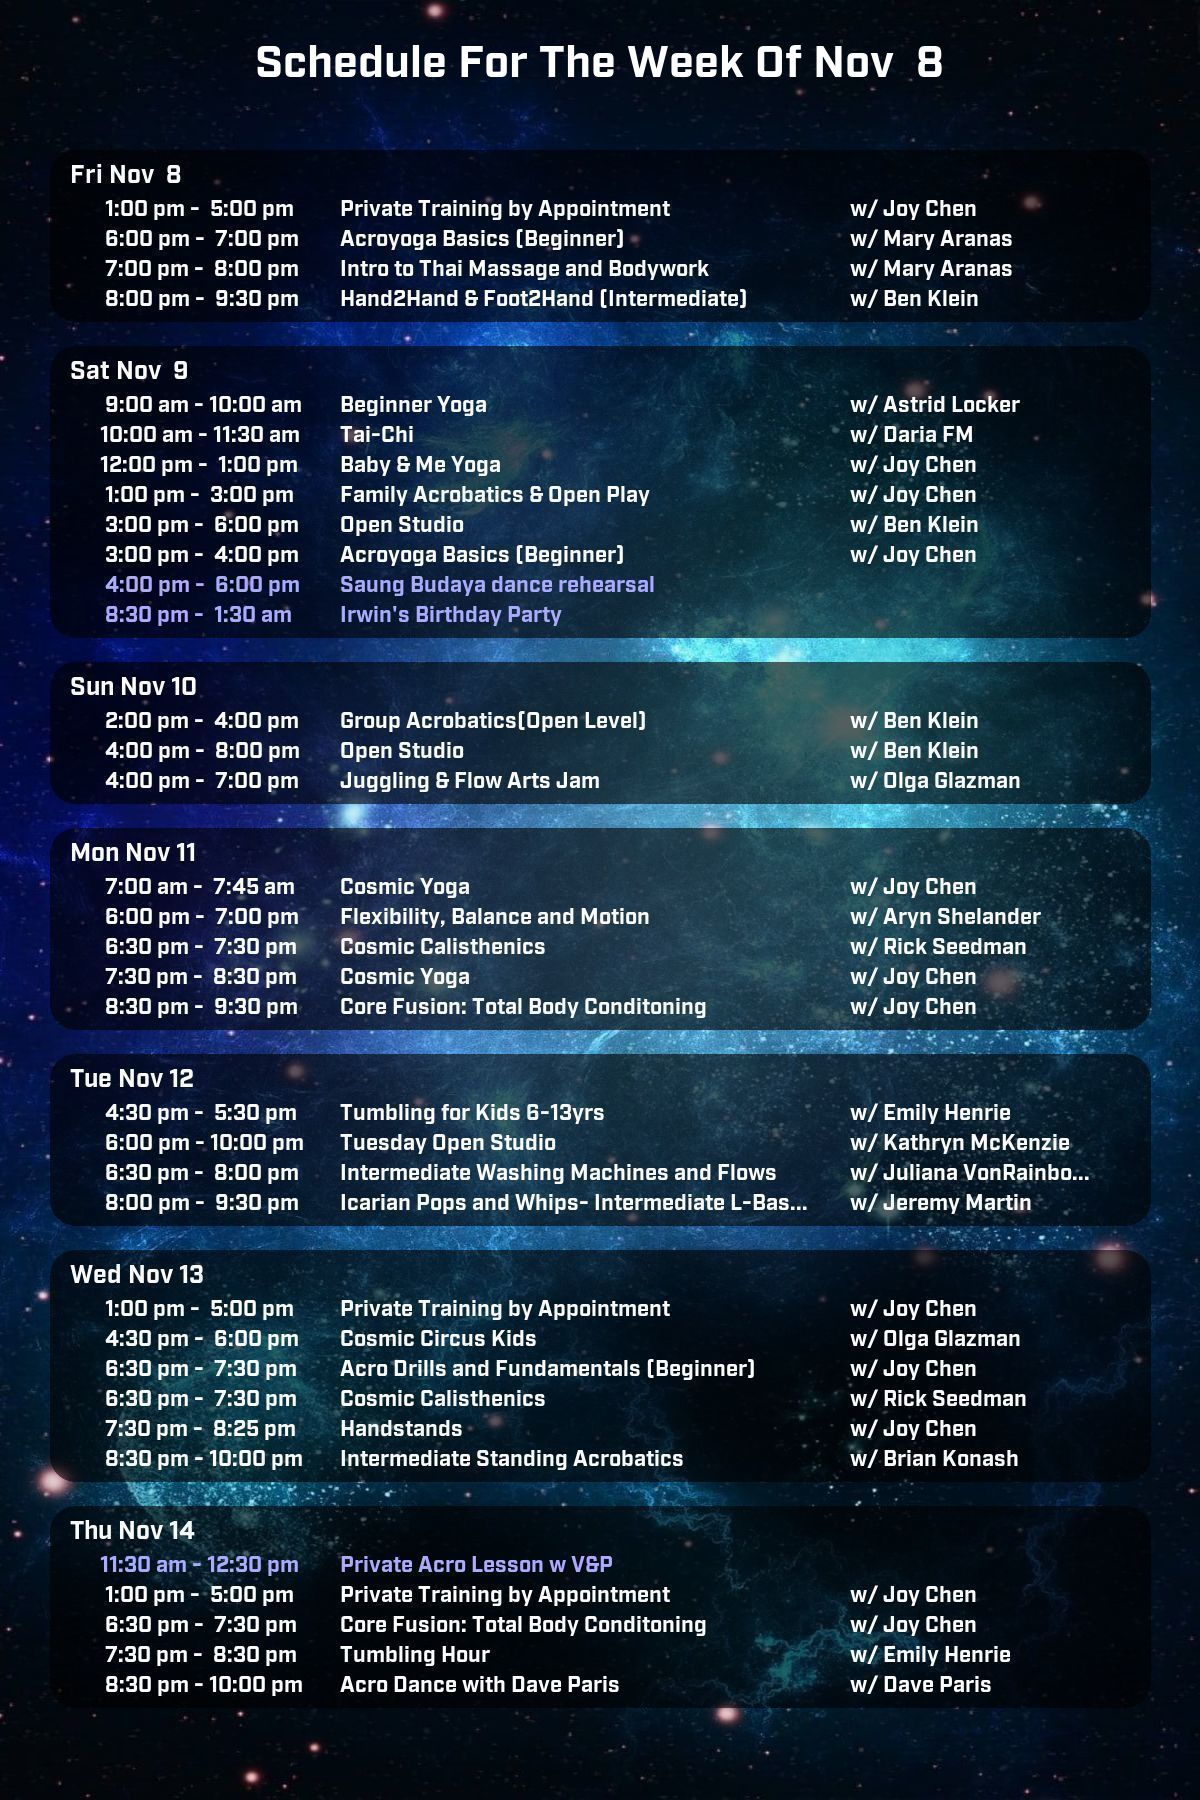 Schedule For The Week Of Nov 8
Fri Nov 8
1:00 pm - 5:00 pm Private Training by Appointment w/ Joy Chen
6:00 pm - 7:00 pm Acroyoga Basics (Beginner) w/ Mary Aranas
7:00 pm - 8:00 pm Intro to Thai Massage and Bodywork w/ Mary Aranas
8:00 pm - 9:30 pm Hand2Hand & Foot2Hand (Intermediate) w/ Ben Klein
Sat Nov 9
9:00 am - 10:00 am Beginner Yoga w/ Astrid Locker
10:00 am - 11:30 am Tai-Chi w/ Daria FM
12:00 pm - 1:00 pm Baby & Me Yoga w/ Joy Chen
1:00 pm - 3:00 pm Family Acrobatics & Open Play w/ Joy Chen
3:00 pm - 6:00 pm Open Studio w/ Ben Klein
3:00 pm - 4:00 pm Acroyoga Basics (Beginner) w/ Joy Chen
4:00 pm - 6:00 pm Saung Budaya dance rehearsal
8:30 pm - 1:30 am Irwin's Birthday Party
Sun Nov 10
2:00 pm - 4:00 pm Group Acrobatics(Open Level) w/ Ben Klein
4:00 pm - 8:00 pm Open Studio w/ Ben Klein
4:00 pm - 7:00 pm Juggling & Flow Arts Jam w/ Olga Glazman
Mon Nov 11
7:00 am - 7:45 am Cosmic Yoga w/ Joy Chen
6:00 pm - 7:00 pm Flexibility, Balance and Motion w/ Aryn Shelander
6:30 pm - 7:30 pm Cosmic Calisthenics w/ Rick Seedman
7:30 pm - 8:30 pm Cosmic Yoga w/ Joy Chen
8:30 pm - 9:30 pm Core Fusion: Total Body Conditoning w/ Joy Chen
Tue Nov 12
4:30 pm - 5:30 pm Tumbling for Kids 6-13yrs w/ Emily Henrie
6:00 pm - 10:00 pm Tuesday Open Studio w/ Kathryn McKenzie
6:30 pm - 8:00 pm Intermediate Washing Machines and Flows w/ Juliana VonRainbo...
8:00 pm - 9:30 pm Icarian Pops and Whips- Intermediate L-Bas... w/ Jeremy Martin
Wed Nov 13
1:00 pm - 5:00 pm Private Training by Appointment w/ Joy Chen
4:30 pm - 6:00 pm Cosmic Circus Kids w/ Olga Glazman
6:30 pm - 7:30 pm Acro Drills and Fundamentals (Beginner) w/ Joy Chen
6:30 pm - 7:30 pm Cosmic Calisthenics w/ Rick Seedman
7:30 pm - 8:25 pm Handstands w/ Joy Chen
8:30 pm - 10:00 pm Intermediate Standing Acrobatics w/ Brian Konash
Thu Nov 14
11:30 am - 12:30 pm Private Acro Lesson w V&P
1:00 pm - 5:00 pm Private Training by Appointment w/ Joy Chen
6:30 pm - 7:30 pm Core Fusion: Total Body Conditoning w/ Joy Chen
7:30 pm - 8:30 pm Tumbling Hour w/ Emily Henrie
8:30 pm - 10:00 pm Acro Dance with Dave Paris w/ Dave Paris